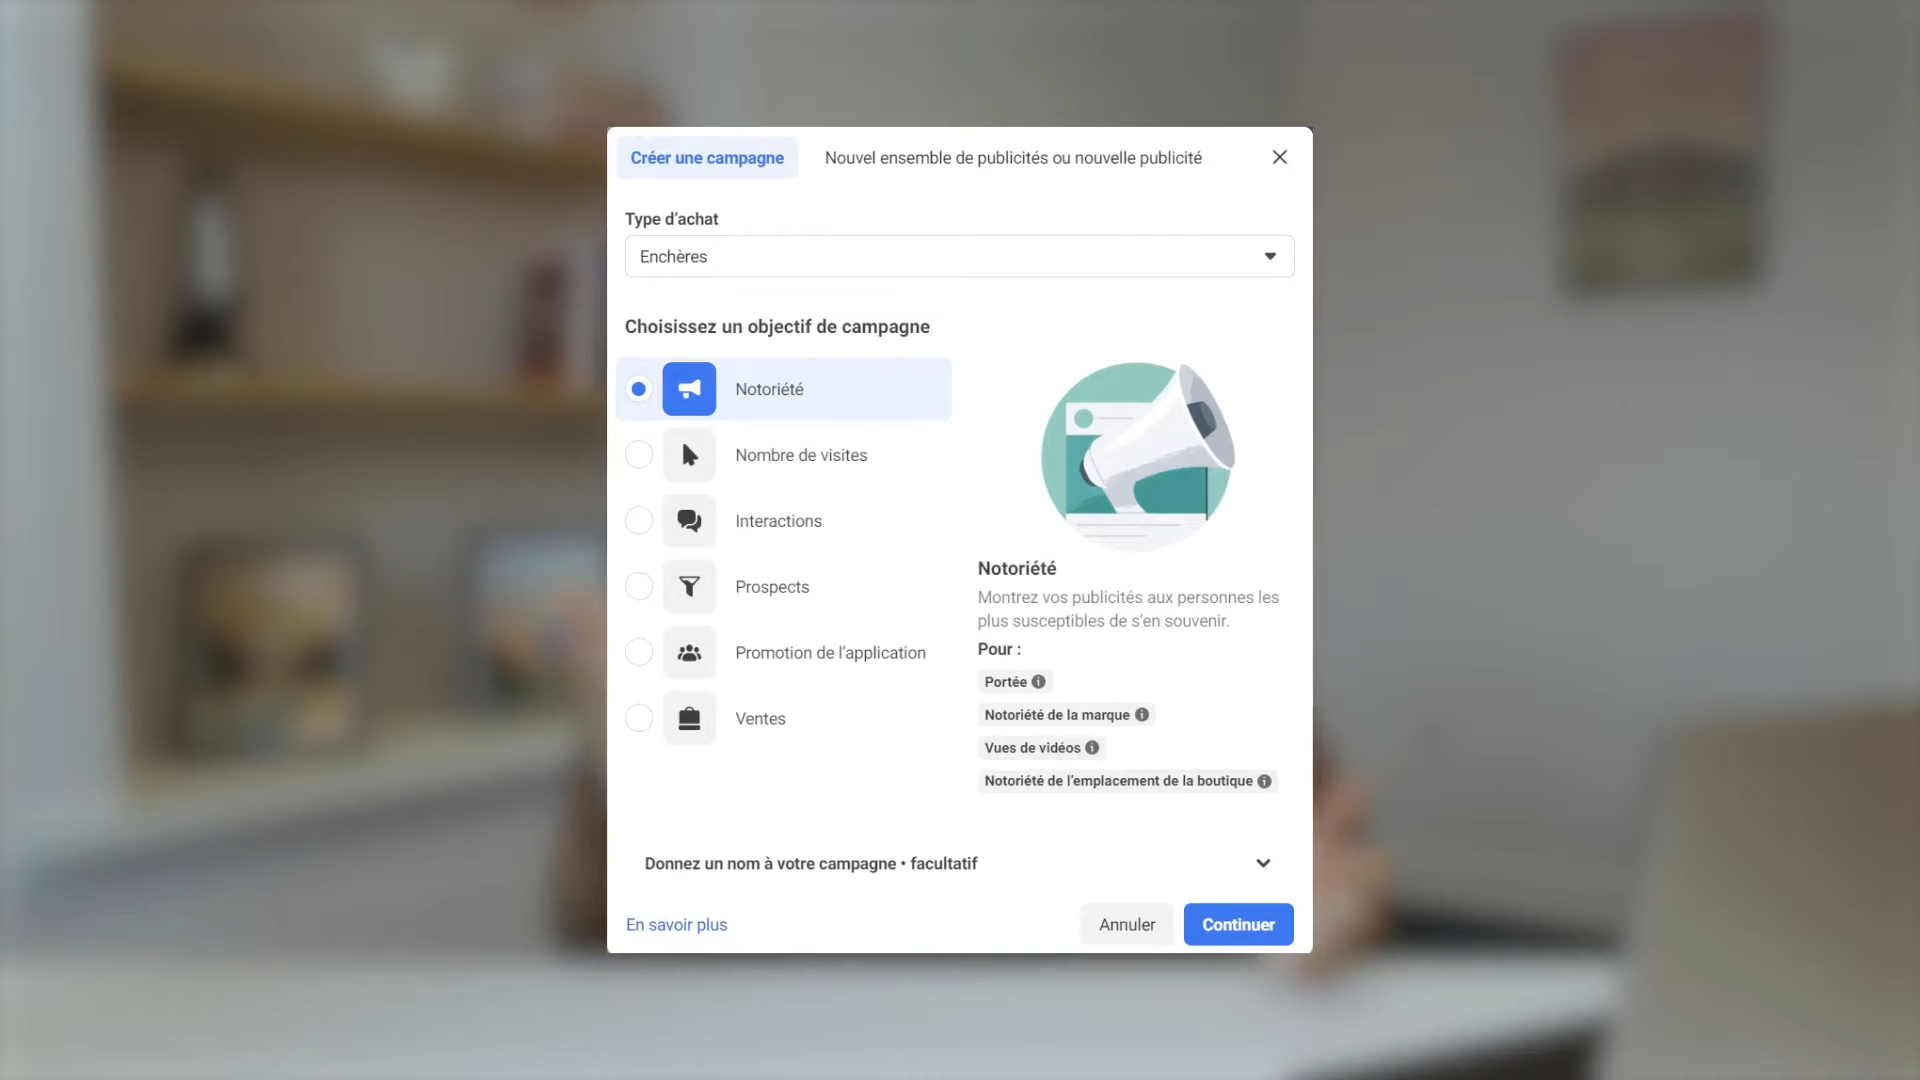 Créer une campagne
Nouvel ensemble de publicités ou nouvelle publicité
Type d’achat
Enchères
Choisissez un objectif de campagne
Notoriété
Nombre de visites
Interactions
Prospects
Promotion de l’application
Ventes
Notoriété
Montrez vos publicités aux personnes les
plus susceptibles de s’en souvenir.
Pour :
Portée
Notoriété de la marque
Vues de vidéos
Notoriété de l’emplacement de la boutique
Donnez un nom à votre campagne • facultatif
En savoir plus
Annuler
Continuer